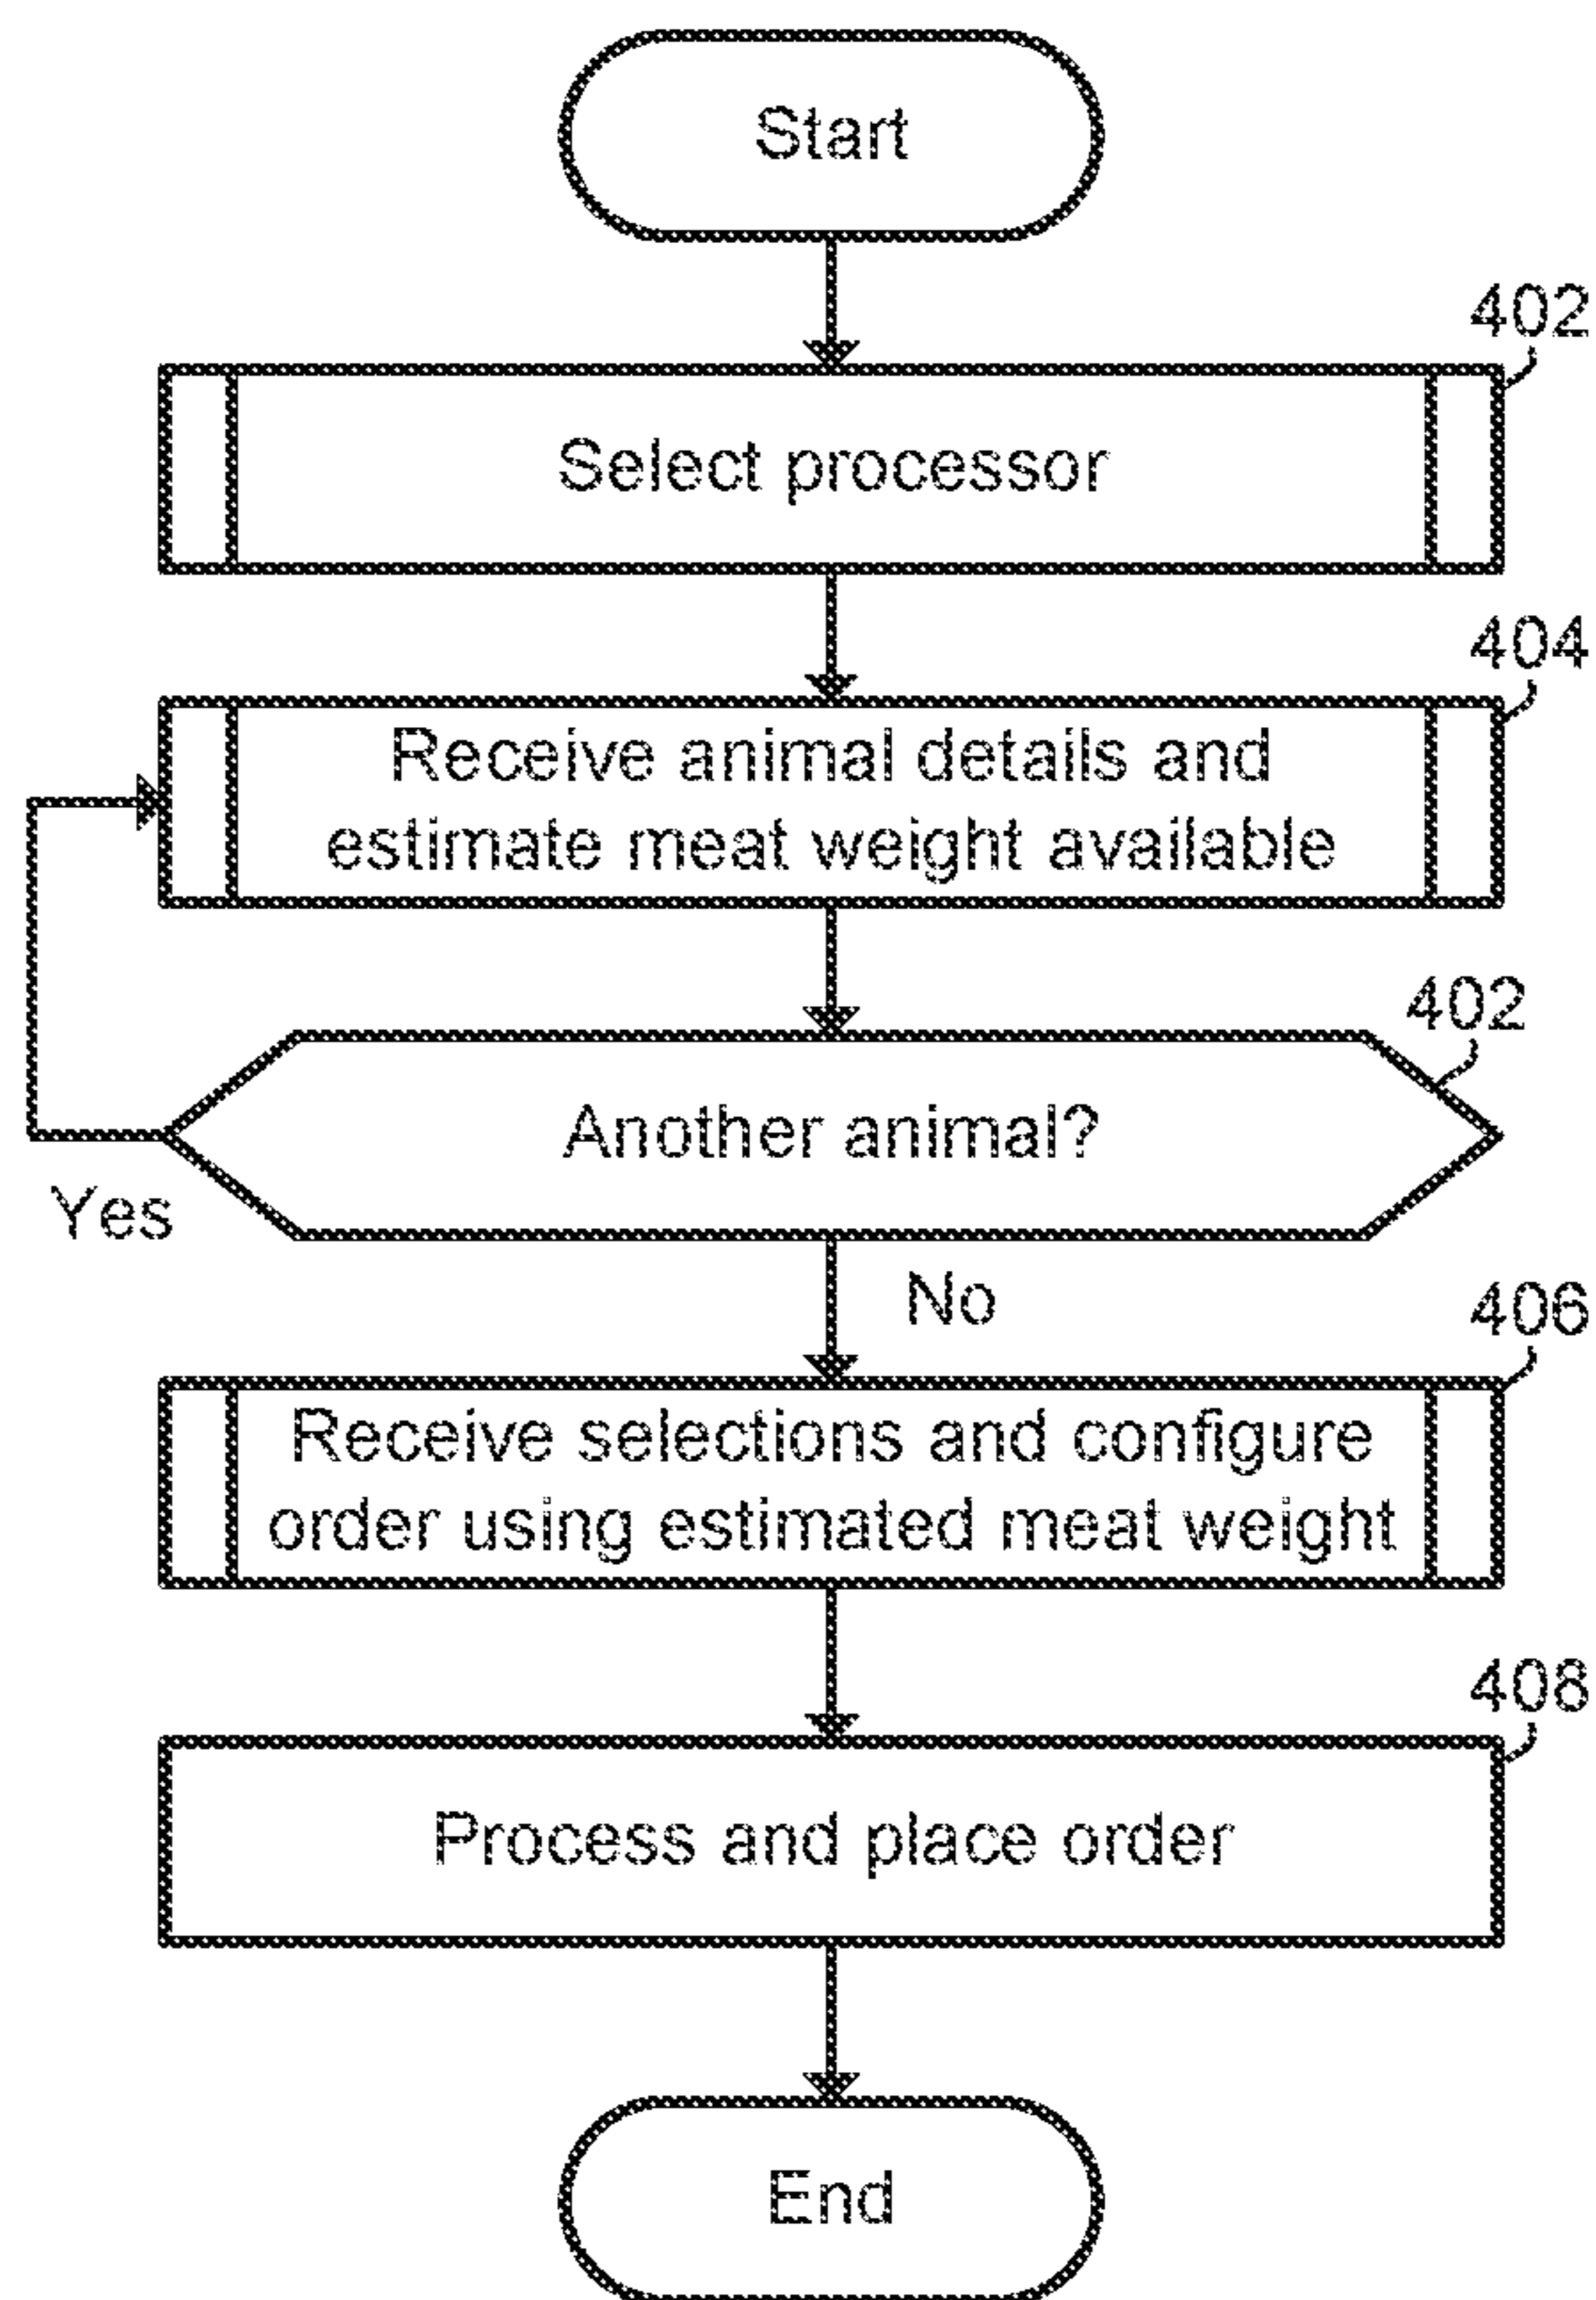 Start
402
Select processor
404
Receive animal details and
estimate meat weight available
402
Another animal?
Yes
No
406
Receive selections and configure
order using estimated meat weight
408
Process and place order
End